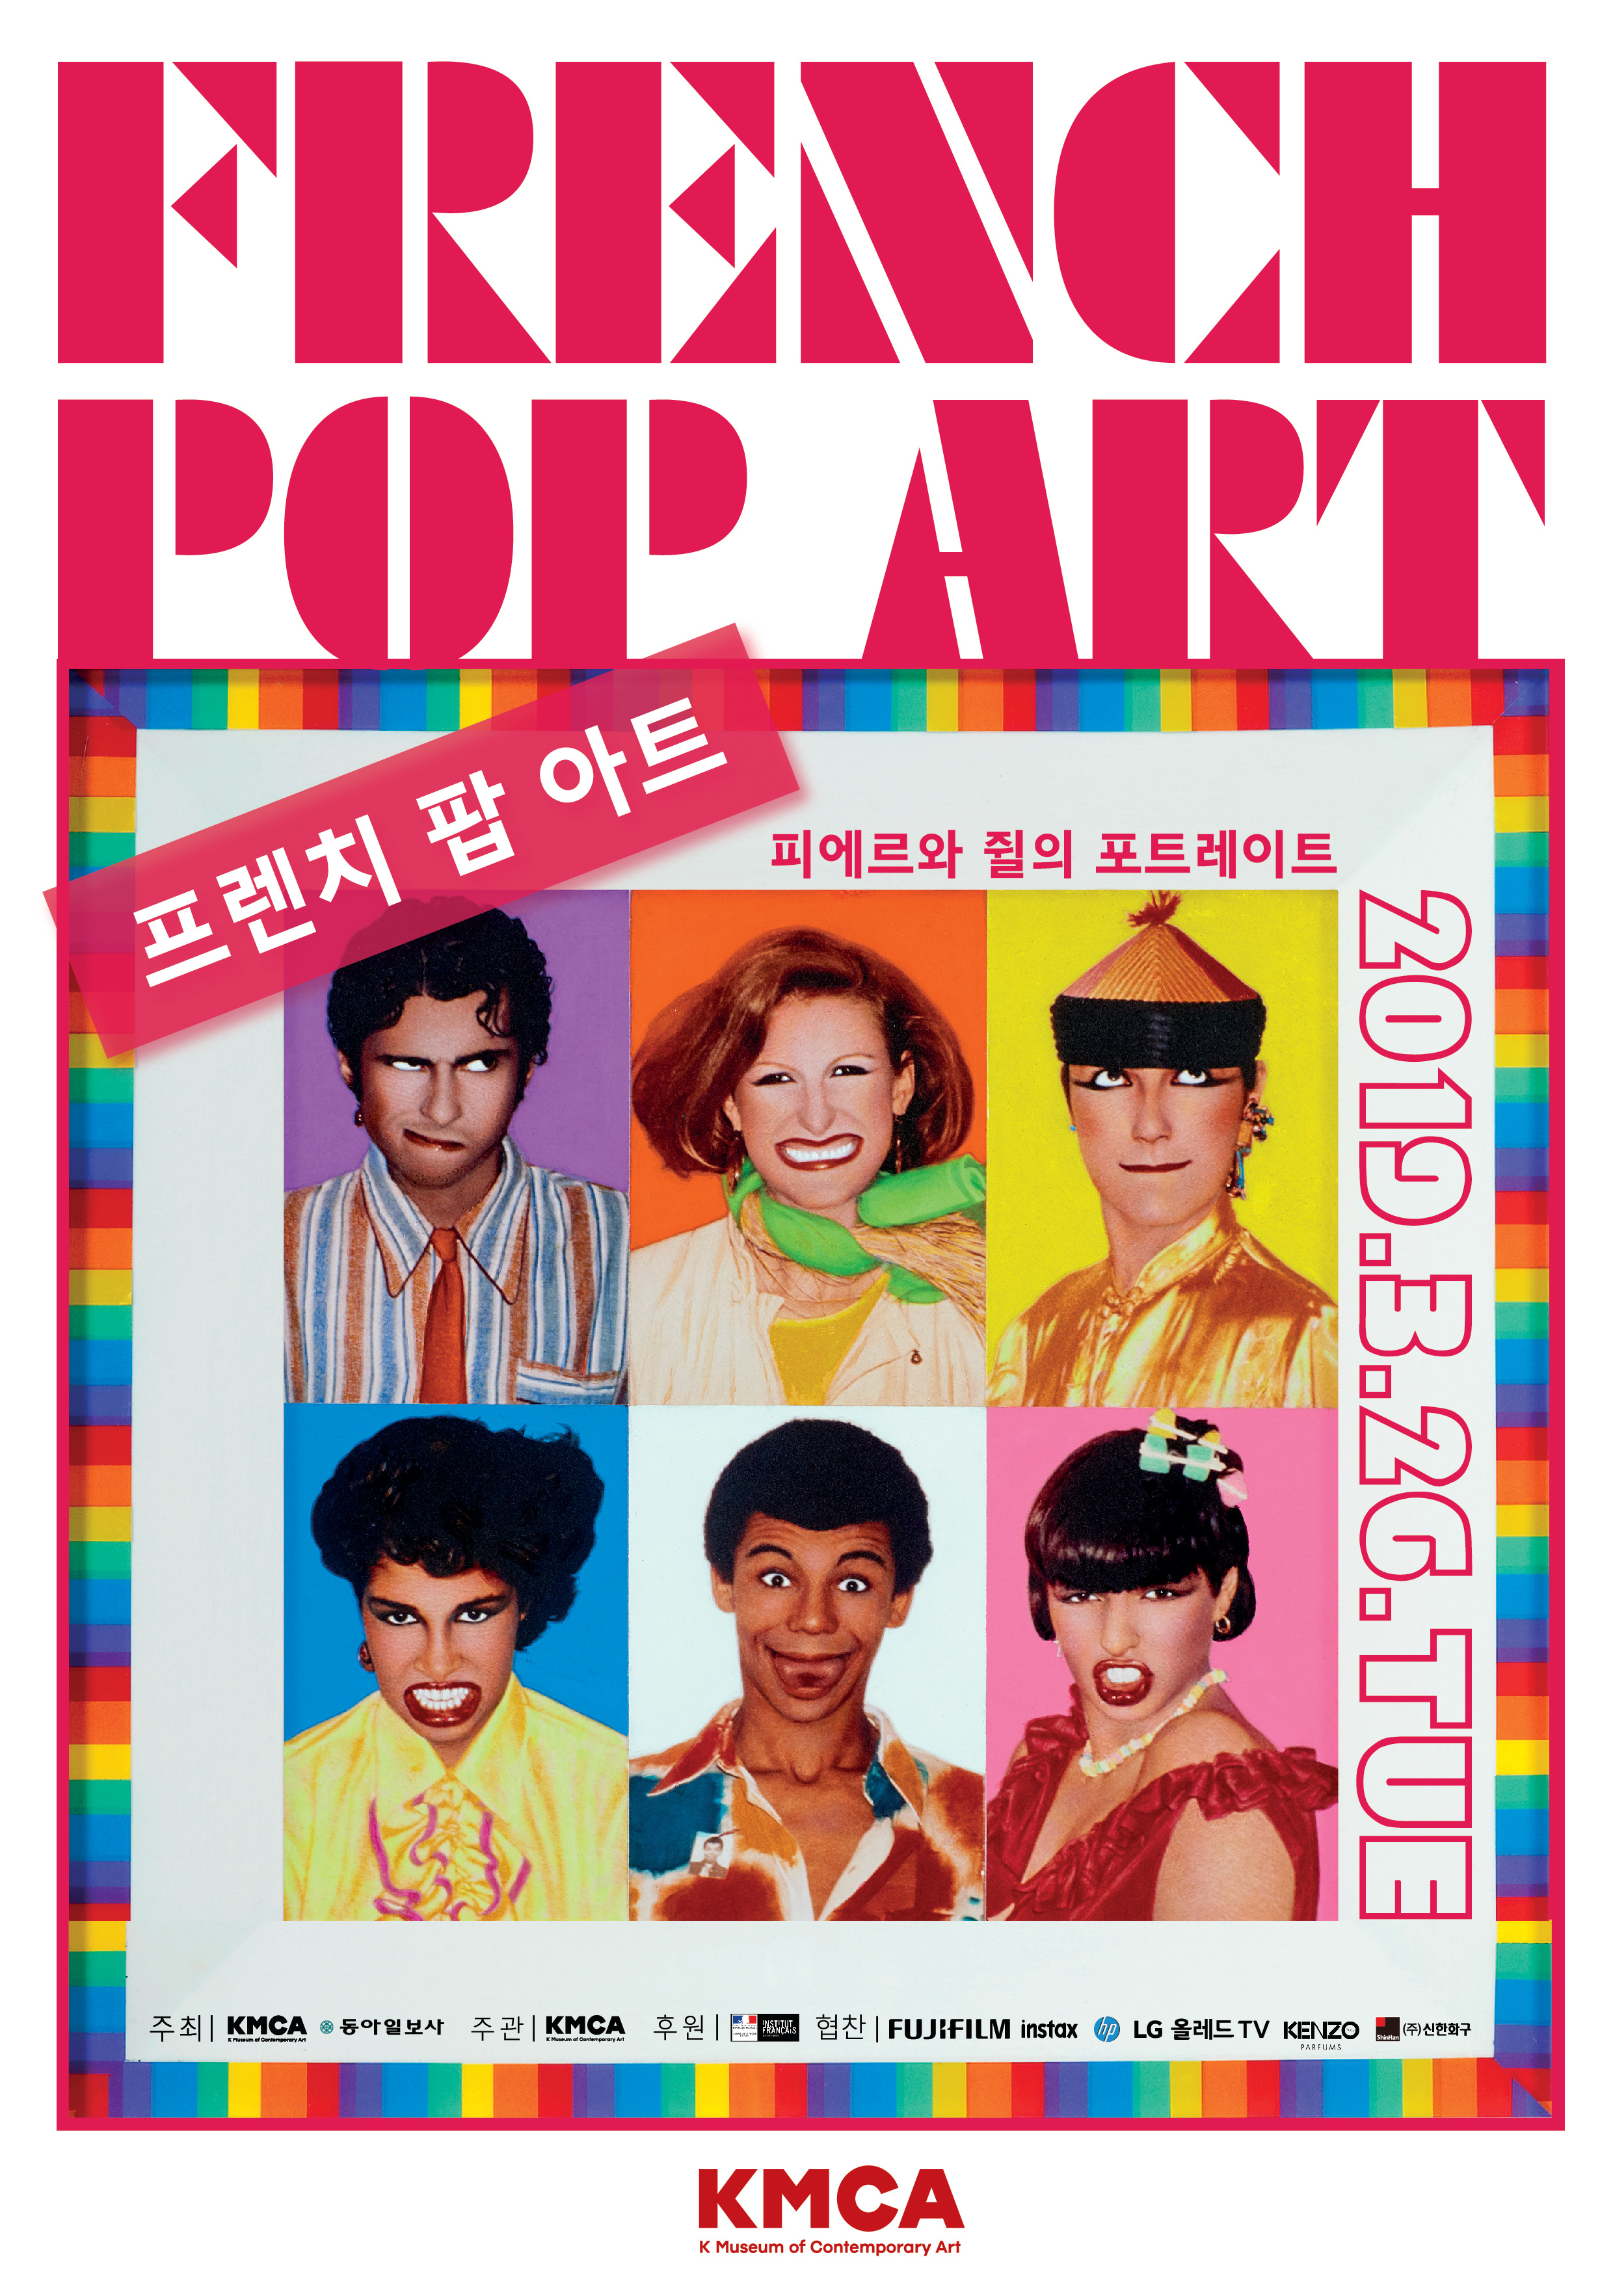 FRENCH
POP ART
프렌치 팝 아트
피에르와 쥘의 포트레이트
2019.3.26.TUE
주최| KMCA 동아일보사 주관| KMCA 후원| INSTITUT FRANÇAIS 협찬| FUJIFILM instax hp LG 올레드 TV KENZO ShinHan (주)신한화구
K Museum of Contemporary Art K Museum of Contemporary Art PARFUMS
KMCA
K Museum of Contemporary Art